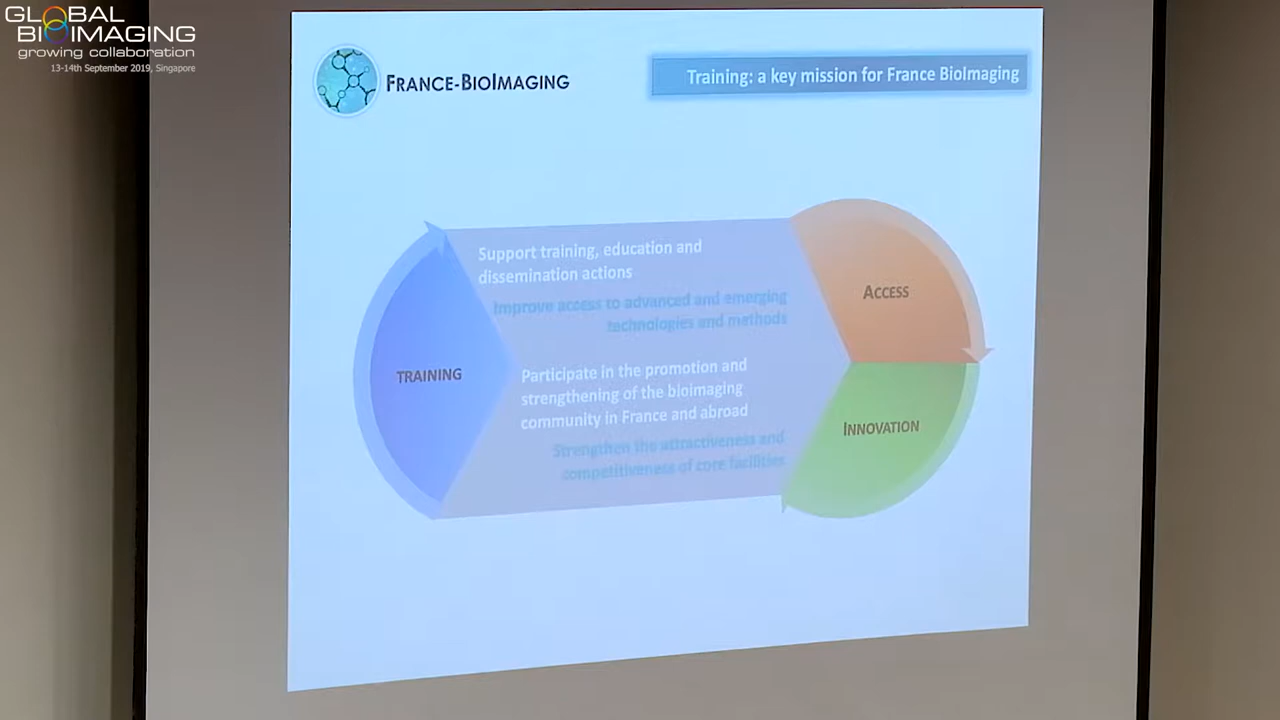 GLOBAL
BIOIMAGING
growing collaboration
13-14th September 2019, Singapore
FRANCE-BIOIMAGING
Training: a key mission for France BioImaging
Support training, education and
dissemination actions
Improve access to advanced and emerging
technologies and methods
TRAINING
Participate in the promotion and
strengthening of the bioimaging
community in France and abroad
Strengthen the attractiveness and
competitiveness of core facilities
ACCESS
INNOVATION